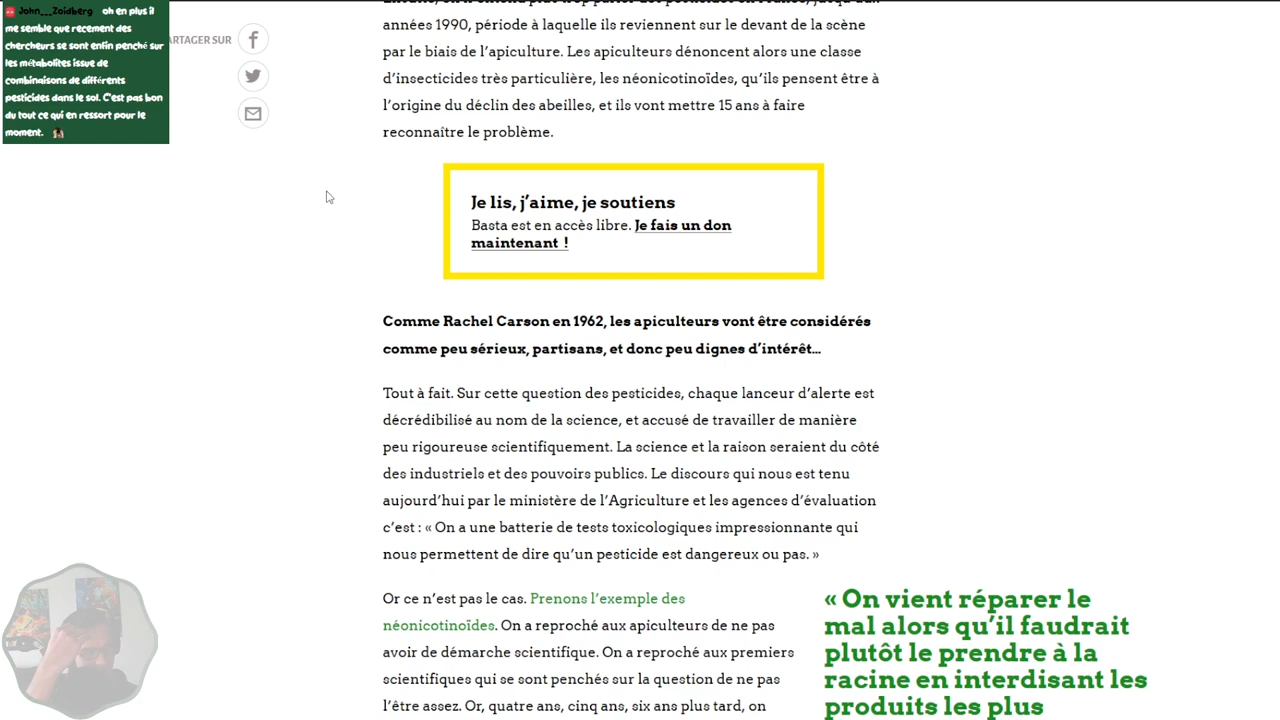 John___Zoidberg oh en plus il
me semble que recement des
chercheurs se sont enfin penché sur
les métabolites issue de
combinaisons de différents
pesticides dans le sol. C'est pas bon
du tout ce qui en ressort pour le
moment.
ARTAGER SUR
années 1990, période à laquelle ils reviennent sur le devant de la scène
par le biais de l'apiculture. Les apiculteurs dénoncent alors une classe
d'insecticides très particulière, les néonicotinoïdes, qu'ils pensent être à
l'origine du déclin des abeilles, et ils vont mettre 15 ans à faire
reconnaître le problème.
Je lis, j'aime, je soutiens
Basta est en accès libre. Je fais un don
maintenant !
Comme Rachel Carson en 1962, les apiculteurs vont être considérés
comme peu sérieux, partisans, et donc peu dignes d'intérêt...
Tout à fait. Sur cette question des pesticides, chaque lanceur d'alerte est
décrédibilisé au nom de la science, et accusé de travailler de manière
peu rigoureuse scientifiquement. La science et la raison seraient du côté
des industriels et des pouvoirs publics. Le discours qui nous est tenu
aujourd'hui par le ministère de l'Agriculture et les agences d'évaluation
c'est : « On a une batterie de tests toxicologiques impressionnante qui
nous permettent de dire qu'un pesticide est dangereux ou pas. »
Or ce n'est pas le cas. Prenons l'exemple des
néonicotinoïdes. On a reproché aux apiculteurs de ne pas
avoir de démarche scientifique. On a reproché aux premiers
scientifiques qui se sont penchés sur la question de ne pas
l'être assez. Or, quatre ans, cinq ans, six ans plus tard, on
« On vient réparer le
mal alors qu'il faudrait
plutôt le prendre à la
racine en interdisant les
produits les plus